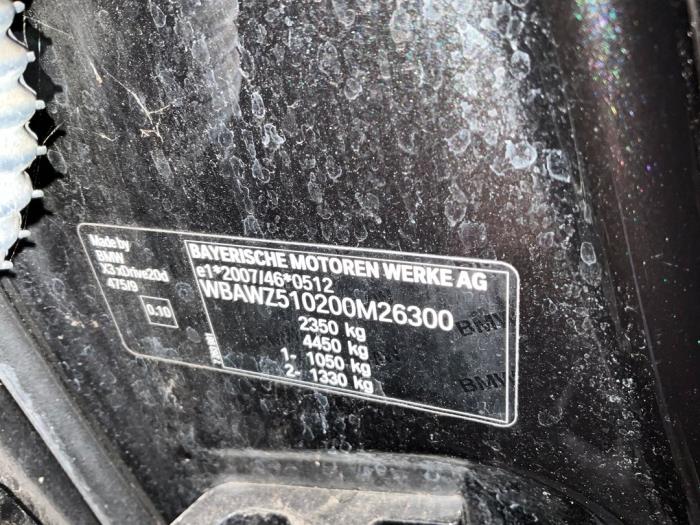 Made by
BMW
X3 xDrive20d
475/9
0.10
BAYERISCHE MOTOREN WERKE AG
e1*2007/46*0512
WBAWZ510200M26300
2350 kg
4450 kg
1- 1050 kg
2- 1330 kg
BMW
BMW